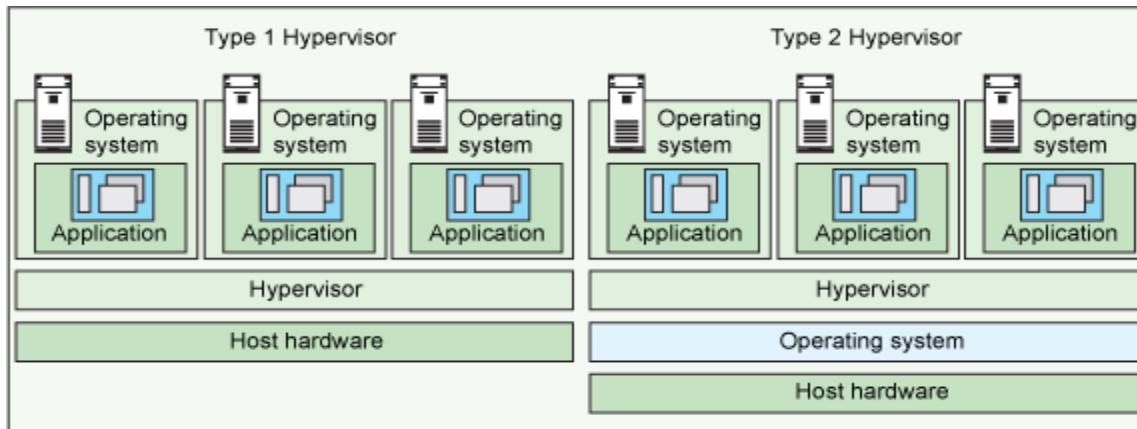 Type 1 Hypervisor
Type 2 Hypervisor
Operating system
Operating system
Operating system
Operating system
Operating system
Operating system
Application
Application
Application
Application
Application
Application
Hypervisor
Hypervisor
Host hardware
Operating system
Host hardware